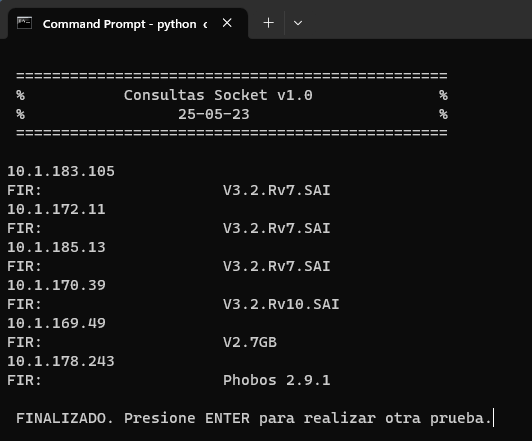 Command Prompt - python c
================================================
% Consultas Socket v1.0 %
% 25-05-23 %
================================================
10.1.183.105
FIR: V3.2.Rv7.SAI
10.1.172.11
FIR: V3.2.Rv7.SAI
10.1.185.13
FIR: V3.2.Rv7.SAI
10.1.170.39
FIR: V3.2.Rv10.SAI
10.1.169.49
FIR: V2.7GB
10.1.178.243
FIR: Phobos 2.9.1
FINALIZADO. Presione ENTER para realizar otra prueba.